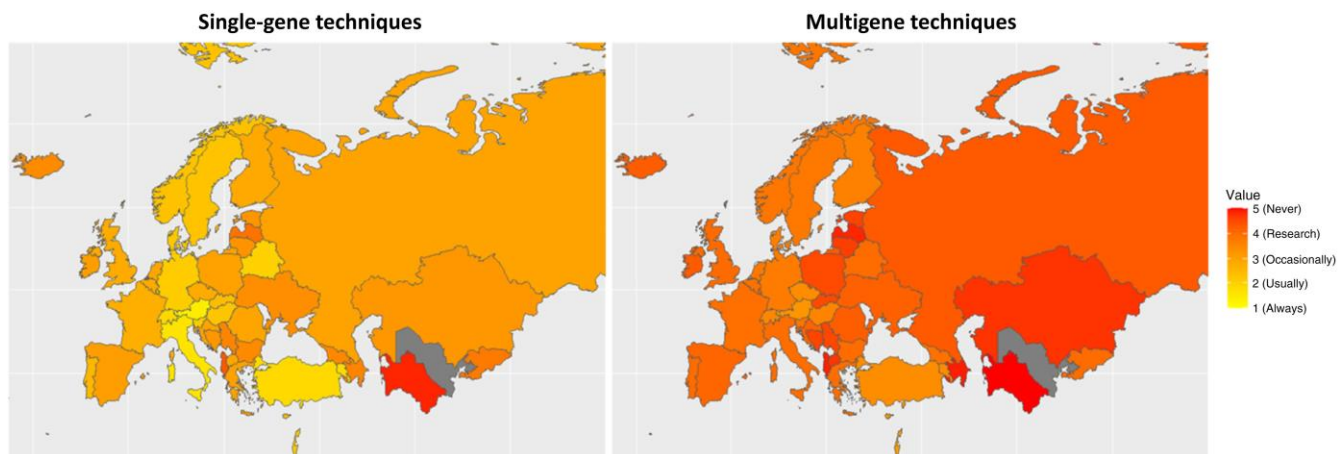 Single-gene techniques
Multigene techniques
Value
5 (Never)
4 (Research)
3 (Occasionally)
2 (Usually)
1 (Always)